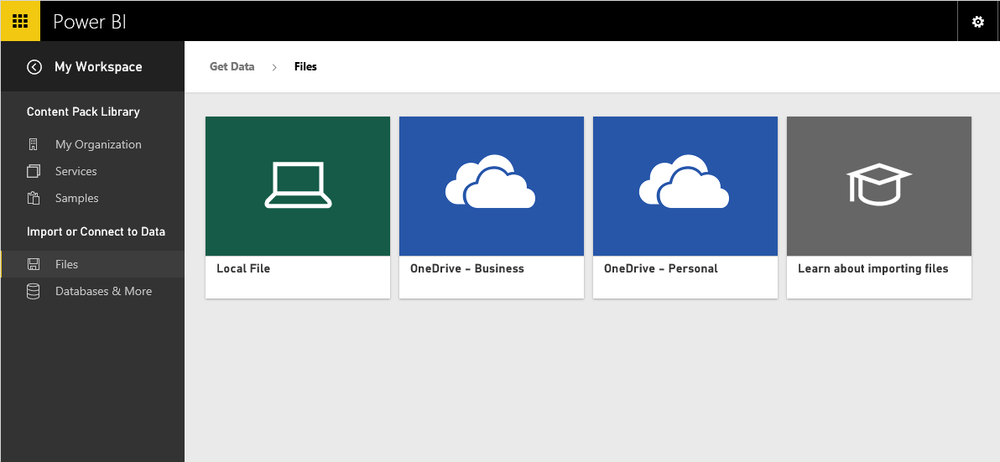 Power BI
My Workspace
Get Data
Files
Content Pack Library
My Organization
Services
Samples
Import or Connect to Data
Files
Databases & More
Local File
OneDrive – Business
OneDrive – Personal
Learn about importing files